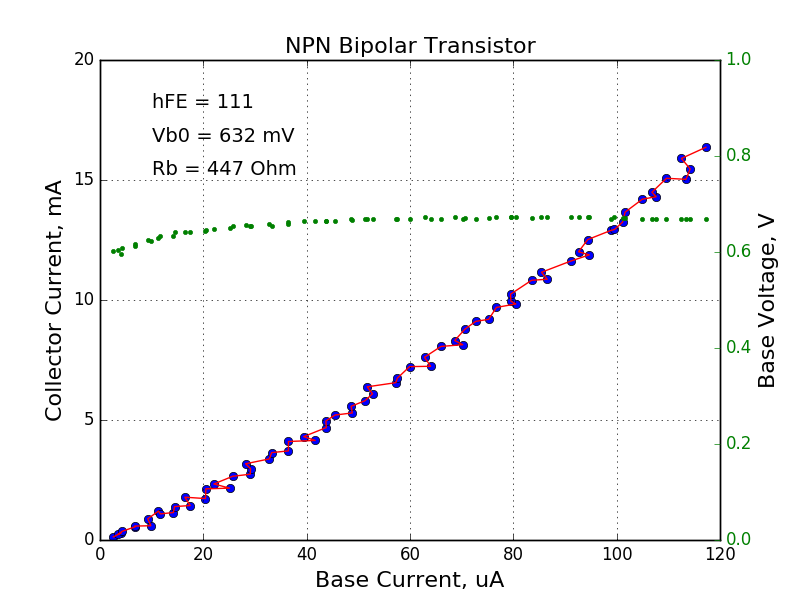 NPN Bipolar Transistor
hFE = 111
Vb0 = 632 mV
Rb = 447 Ohm
Collector Current, mA
20
15
10
5
0
Base Voltage, V
1.0
0.8
0.6
0.4
0.2
0.0
0 20 40 60 80 100 120
Base Current, uA